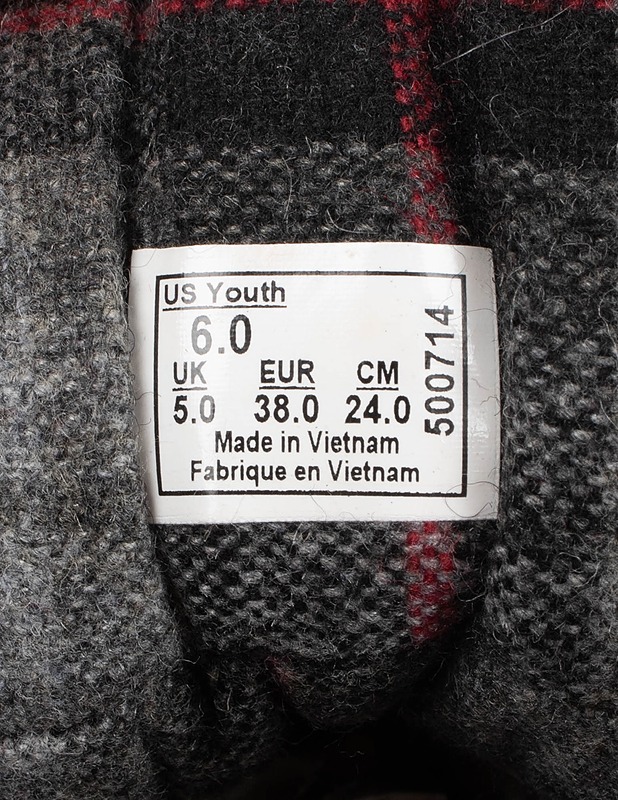 US Youth
6.0
UK EUR CM
5.0 38.0 24.0
Made in Vietnam
Fabrique en Vietnam
500714